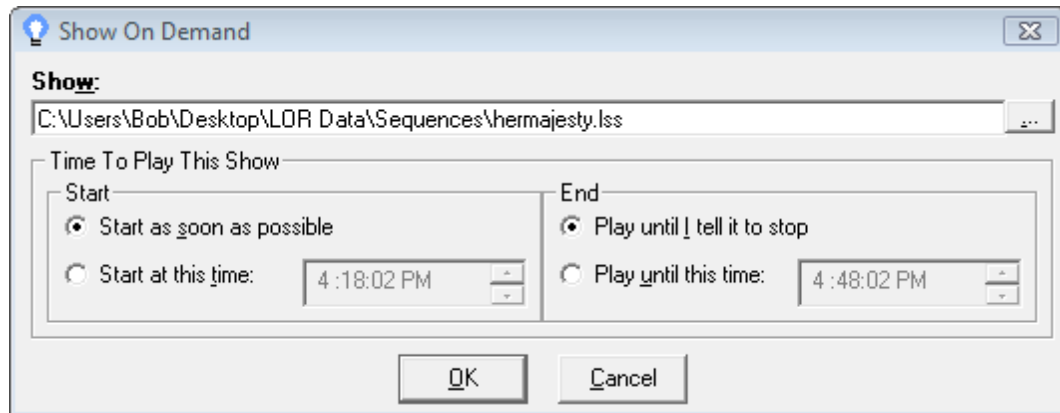 Show On Demand
Show:
C:\Users\Bob\Desktop\LOR Data\Sequences\hermajesty.lss
...
Time To Play This Show
Start
End
Start as soon as possible
Play until I tell it to stop
Start at this time:
4 :18:02 PM
Play until this time:
4 :48:02 PM
OK
Cancel